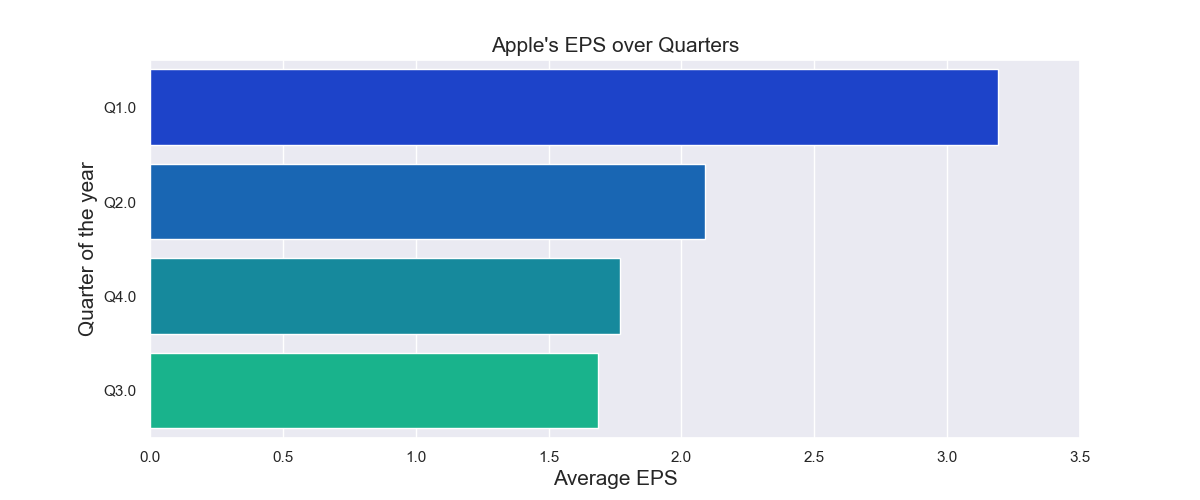 Apple's EPS over Quarters
Quarter of the year
Q1.0
Q2.0
Q4.0
Q3.0
0.0 0.5 1.0 1.5 2.0 2.5 3.0 3.5
Average EPS